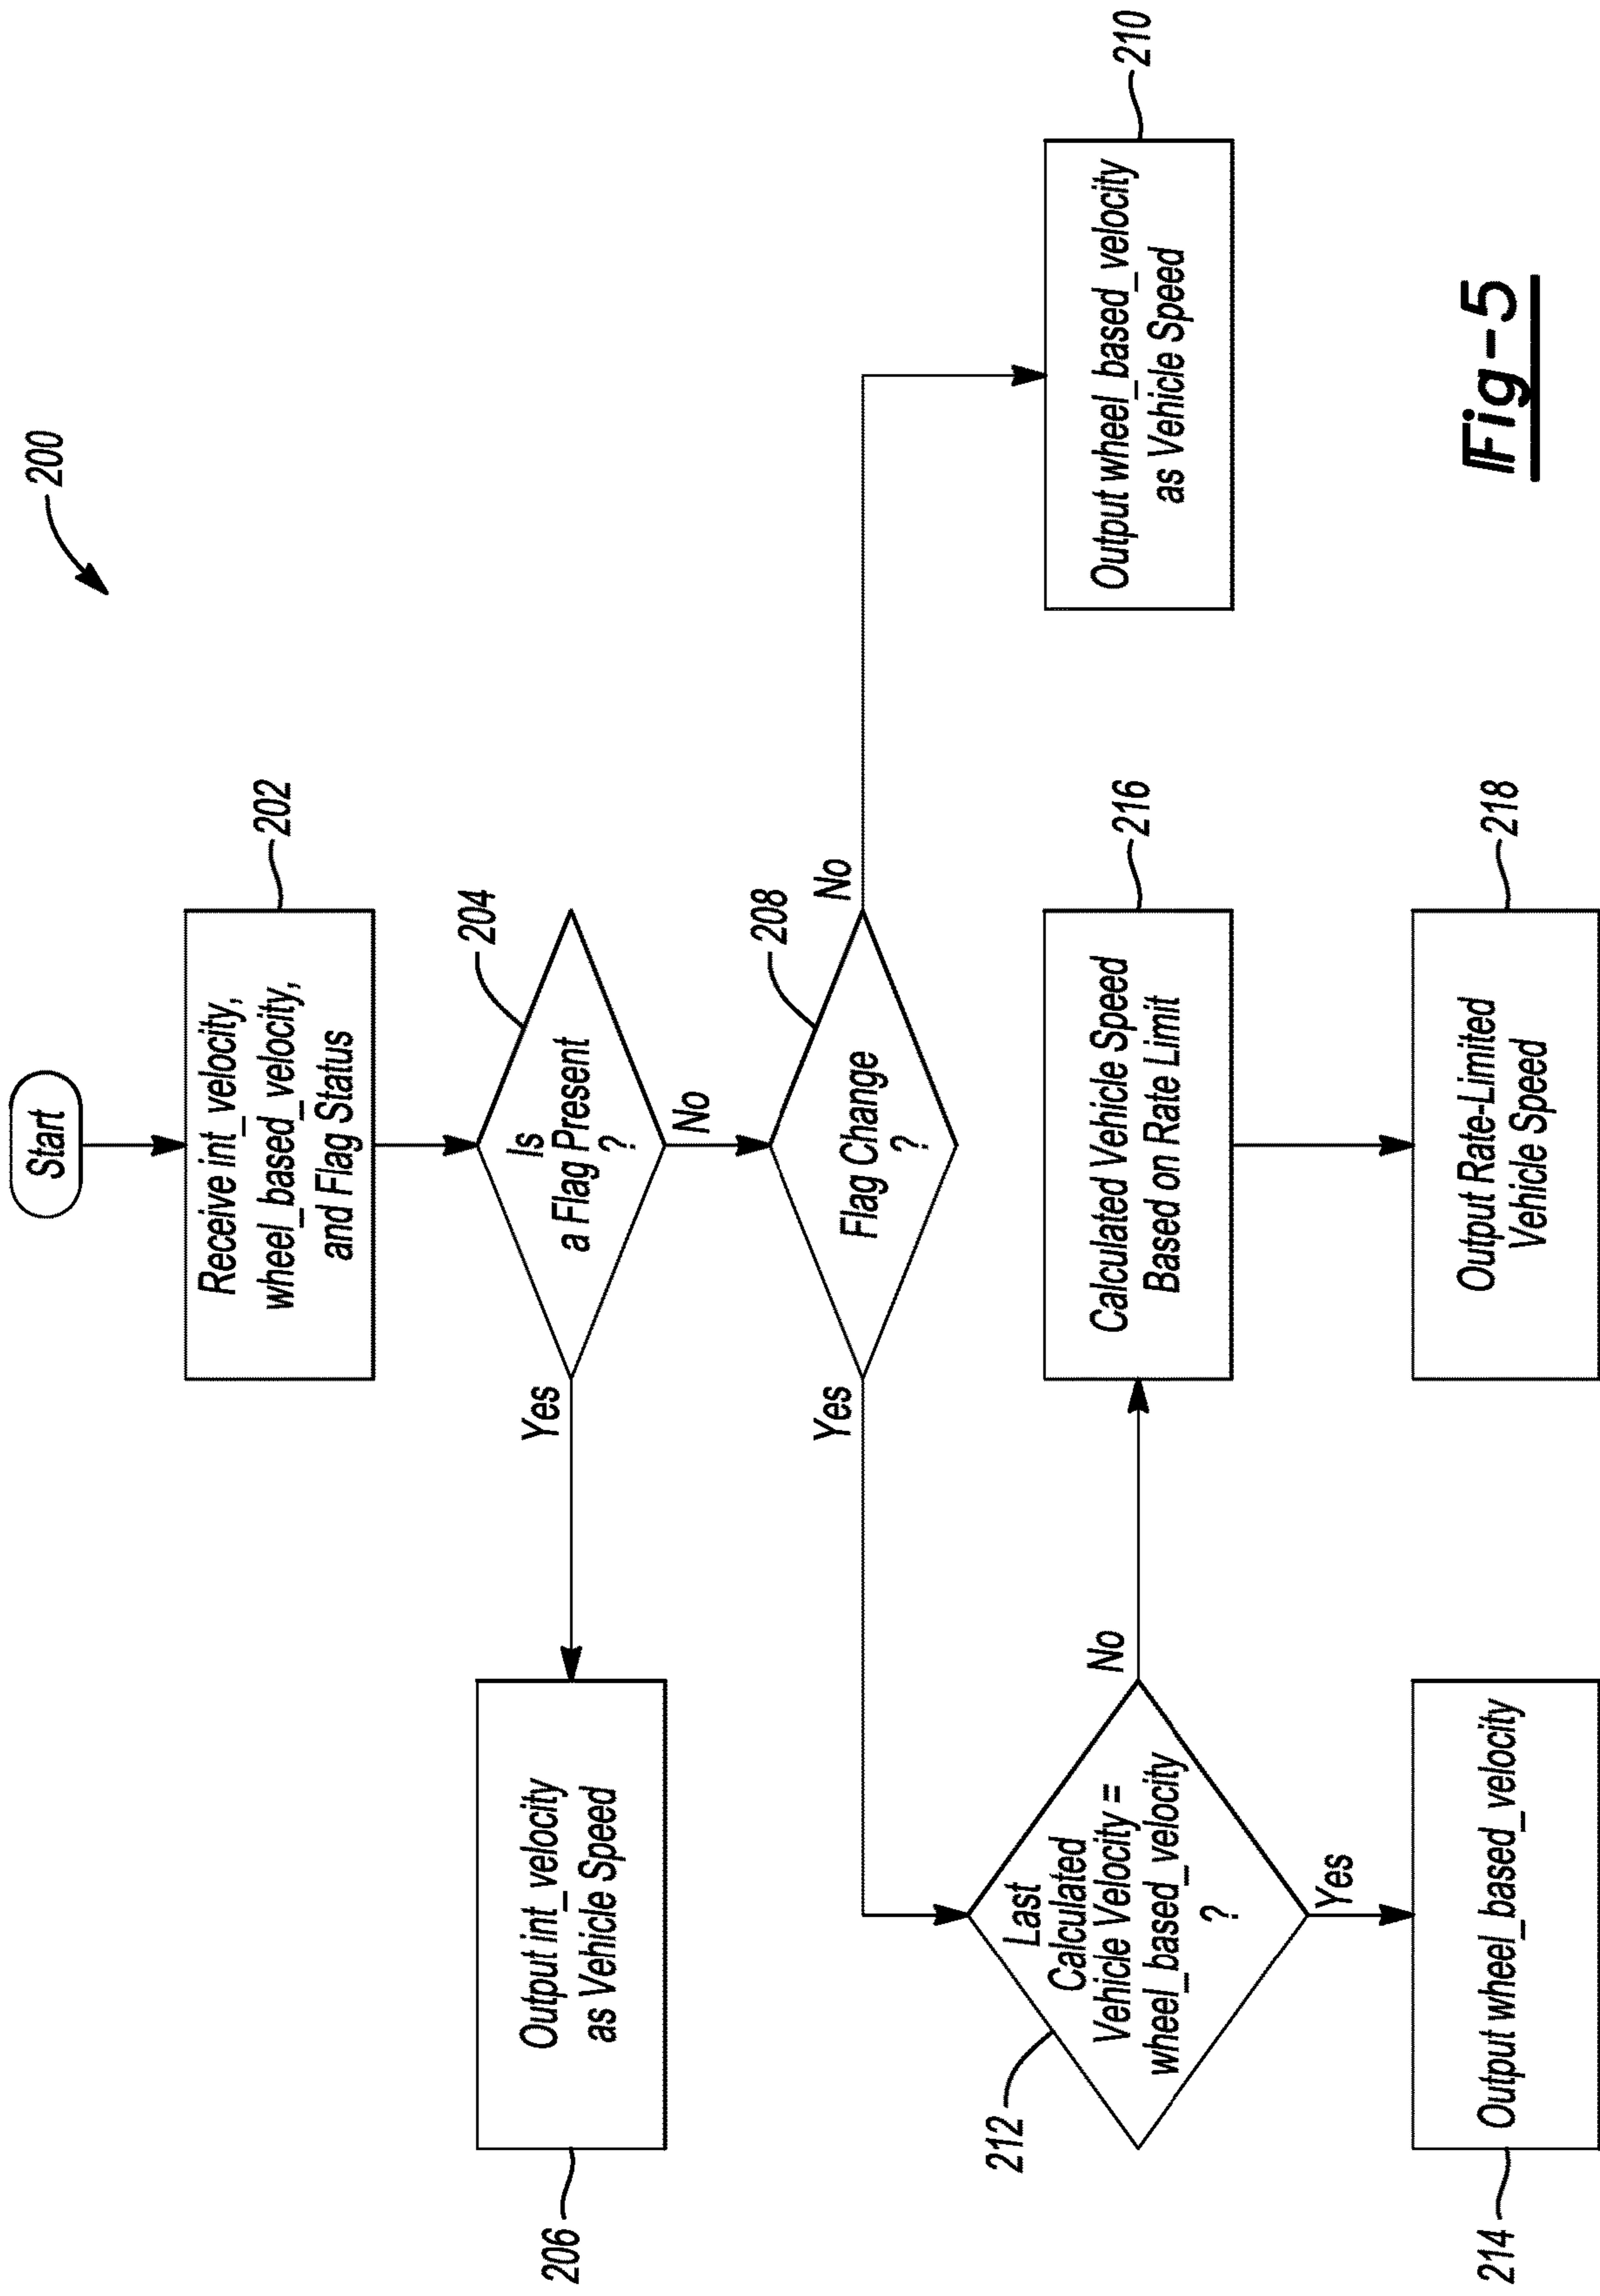 200
Start
Receive int_velocity,
wheel_based_velocity,
and Flag Status
202
Is
a Flag Present
?
204
Yes
No
Output int_velocity
as Vehicle Speed
206
Flag Change
?
208
Yes
No
Output wheel_based_velocity
as Vehicle Speed
210
Last
Calculated
Vehicle Velocity =
wheel_based_velocity
?
212
No
Yes
Calculated Vehicle Speed
Based on Rate Limit
216
Output wheel_based_velocity
214
Output Rate-Limited
Vehicle Speed
218
Fig-5